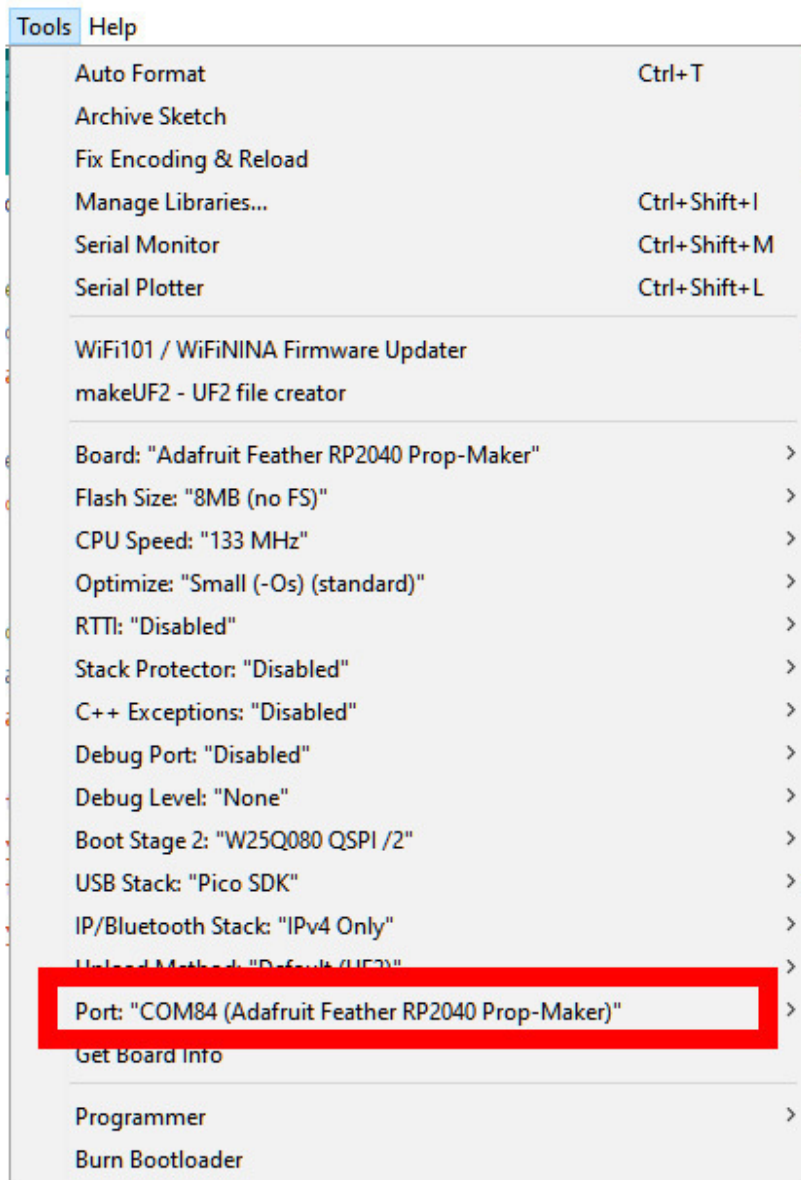 Tools Help
Auto Format Ctrl+T
Archive Sketch
Fix Encoding & Reload
Manage Libraries... Ctrl+Shift+I
Serial Monitor Ctrl+Shift+M
Serial Plotter Ctrl+Shift+L
WiFi101 / WiFiNINA Firmware Updater
makeUF2 - UF2 file creator
Board: "Adafruit Feather RP2040 Prop-Maker"
Flash Size: "8MB (no FS)"
CPU Speed: "133 MHz"
Optimize: "Small (-Os) (standard)"
RTTI: "Disabled"
Stack Protector: "Disabled"
C++ Exceptions: "Disabled"
Debug Port: "Disabled"
Debug Level: "None"
Boot Stage 2: "W25Q080 QSPI /2"
USB Stack: "Pico SDK"
IP/Bluetooth Stack: "IPv4 Only"
Upload Method: "Default (UF2)"
Port: "COM84 (Adafruit Feather RP2040 Prop-Maker)"
Get Board Info
Programmer
Burn Bootloader